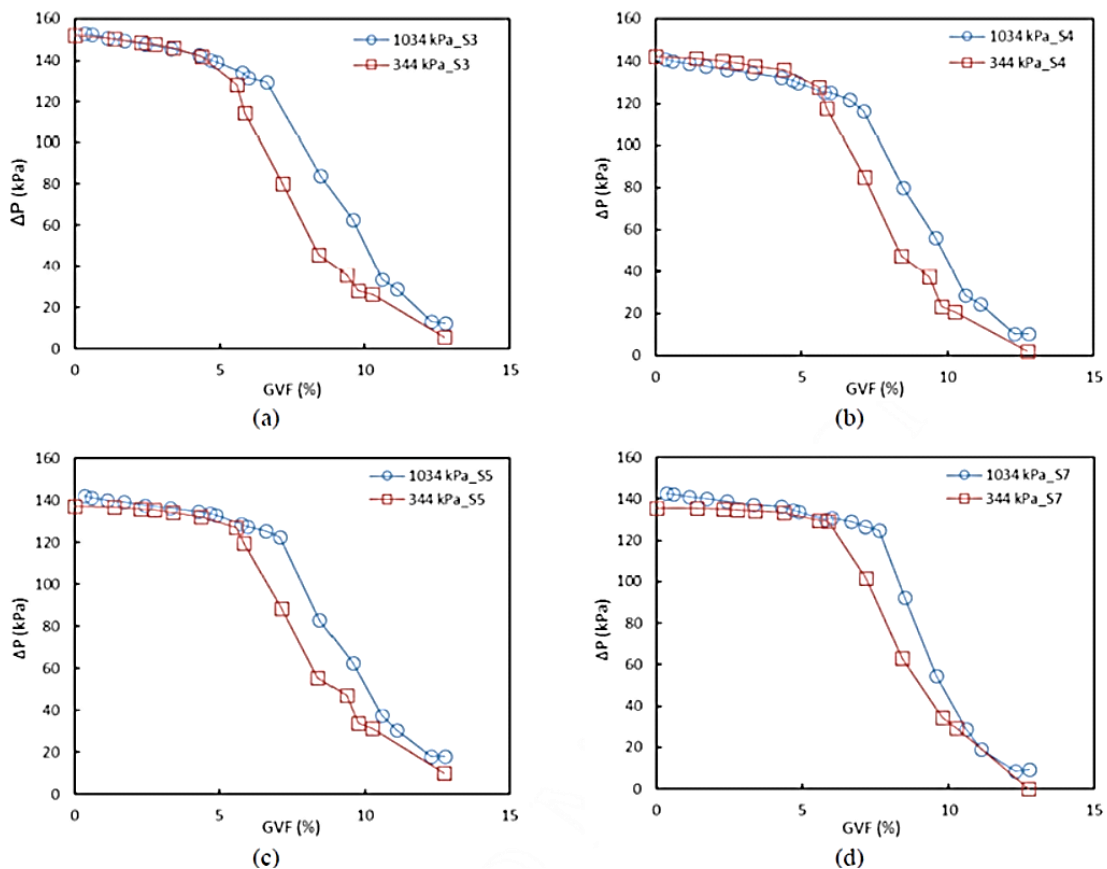 160
140
120
100
80
60
40
20
0
ΔP (kPa)
1034 kPa_S3
344 kPa_S3
0 5 10 15
GVF (%)
(a)
160
140
120
100
80
60
40
20
0
ΔP (kPa)
1034 kPa_S4
344 kPa_S4
0 5 10 15
GVF (%)
(b)
160
140
120
100
80
60
40
20
0
ΔP (kPa)
1034 kPa_S5
344 kPa_S5
0 5 10 15
GVF (%)
(c)
160
140
120
100
80
60
40
20
0
ΔP (kPa)
1034 kPa_S7
344 kPa_S7
0 5 10 15
GVF (%)
(d)